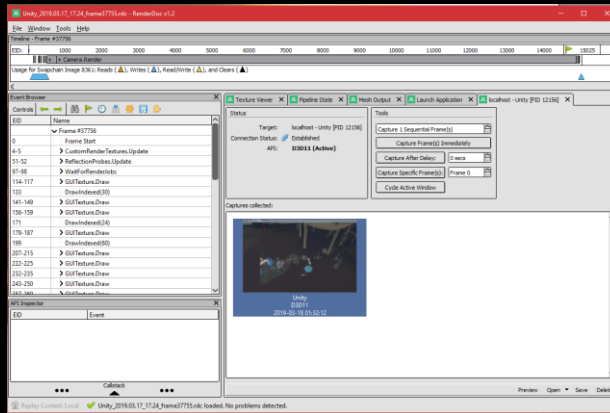 Unity_2019.03.17_17.24_frame37755.rdc - RenderDoc v1.2
File Window Tools Help
Timeline - Frame #37756
EID: 1000 2000 3000 4000 5000 6000 7000 8000 9000 10000 11000 12000 13000 14000 15025
+ Camera.Render
Usage for Swapchain Image 8361: Reads ( ), Writes ( ), Read/Write ( ), and Clears ( )
Event Browser
Controls
EID Name
Frame #37756
0 Frame Start
4-5 CustomRenderTextures.Update
51-52 ReflectionProbes.Update
97-98 WaitForRenderJobs
114-117 GUITexture.Draw
133 DrawIndexed(30)
141-149 GUITexture.Draw
156-159 GUITexture.Draw
171 DrawIndexed(24)
179-187 GUITexture.Draw
199 DrawIndexed(60)
207-215 GUITexture.Draw
222-225 GUITexture.Draw
232-235 GUITexture.Draw
243-250 GUITexture.Draw
GUITexture.Draw
API Inspector
EID Event
Callstack
Texture Viewer Pipeline State Mesh Output Launch Application localhost - Unity [PID 12156]
Status
Target: localhost - Unity [PID 12156]
Connection Status: Established
API: D3D11 (Active)
Tools
Capture 1 Sequential Frame(s)
Capture Frame(s) Immediately
Capture After Delay: 0 secs
Capture Specific Frame(s): Frame 0
Cycle Active Window
Captures collected:
Unity
D3D11
2019-03-18 01:32:12
Preview Open Save Delete
Replay Context: Local Unity_2019.03.17_17.24_frame37755.rdc loaded. No problems detected.